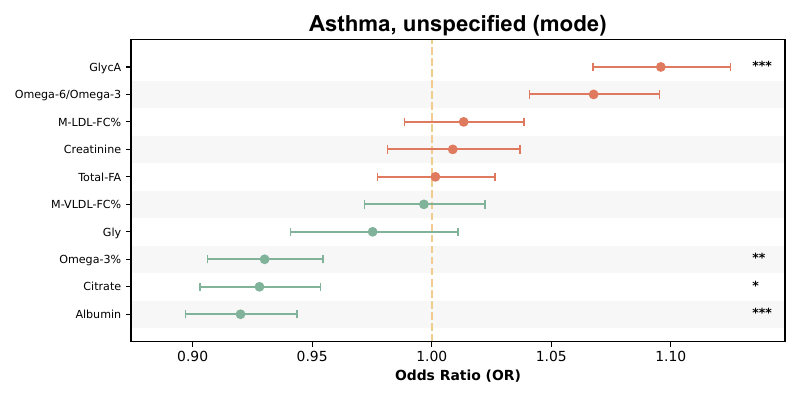 Asthma, unspecified (mode)
GlycA ***
Omega-6/Omega-3
M-LDL-FC%
Creatinine
Total-FA
M-VLDL-FC%
Gly
Omega-3% **
Citrate *
Albumin ***
0.90 0.95 1.00 1.05 1.10
Odds Ratio (OR)